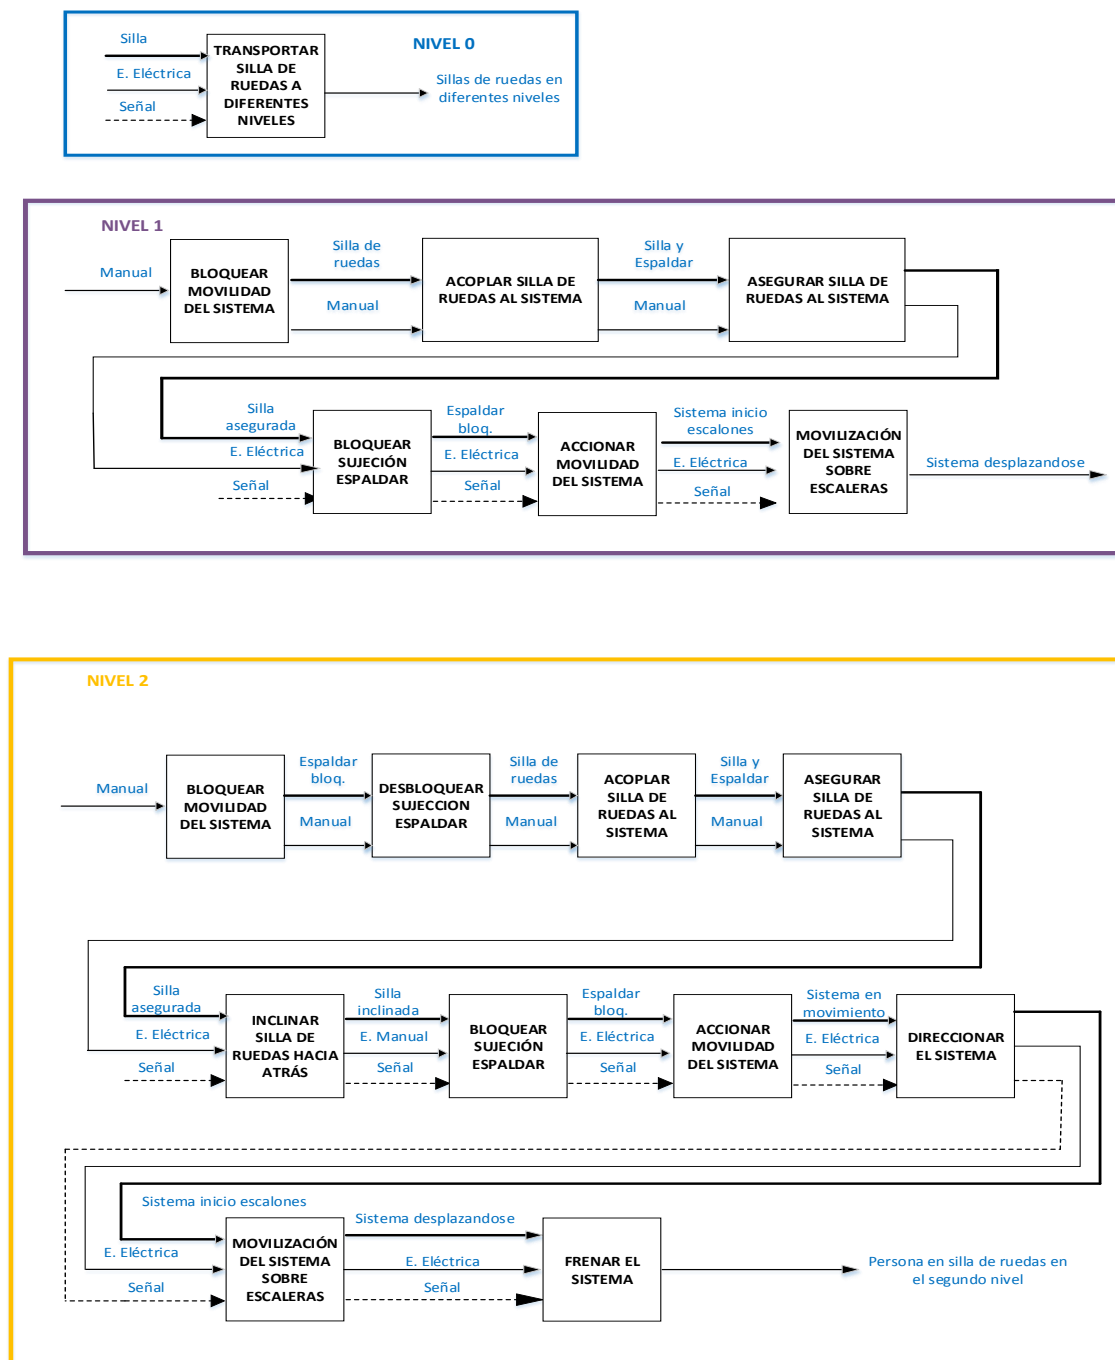 NIVEL 0
Silla
E. Eléctrica
Señal
TRANSPORTAR
SILLA DE
RUEDAS A
DIFERENTES
NIVELES
Sillas de ruedas en
diferentes niveles
NIVEL 1
Manual
BLOQUEAR
MOVILIDAD
DEL SISTEMA
Silla de
ruedas
Manual
ACOPLAR SILLA DE
RUEDAS AL SISTEMA
Silla y
Espaldar
Manual
ASEGURAR SILLA DE
RUEDAS AL SISTEMA
Silla
asegurada
E. Eléctrica
Señal
BLOQUEAR
SUJECIÓN
ESPALDAR
Espaldar
bloq.
E. Eléctrica
Señal
ACCIONAR
MOVILIDAD
DEL SISTEMA
Sistema inicio
escalones
E. Eléctrica
Señal
MOVILIZACIÓN
DEL SISTEMA
SOBRE
ESCALERAS
Sistema desplazandose
NIVEL 2
Manual
BLOQUEAR
MOVILIDAD
DEL SISTEMA
Espaldar
bloq.
Manual
DESBLOQUEAR
SUJECCION
ESPALDAR
Silla de
ruedas
Manual
ACOPLAR
SILLA DE
RUEDAS AL
SISTEMA
Silla y
Espaldar
Manual
ASEGURAR
SILLA DE
RUEDAS AL
SISTEMA
Silla
asegurada
E. Eléctrica
Señal
INCLINAR
SILLA DE
RUEDAS HACIA
ATRÁS
Silla
inclinada
E. Manual
Señal
BLOQUEAR
SUJECIÓN
ESPALDAR
Espaldar
bloq.
E. Eléctrica
Señal
ACCIONAR
MOVILIDAD
DEL SISTEMA
Sistema en
movimiento
E. Eléctrica
Señal
DIRECCIONAR
EL SISTEMA
Sistema inicio escalones
E. Eléctrica
Señal
MOVILIZACIÓN
DEL SISTEMA
SOBRE
ESCALERAS
Sistema desplazandose
E. Eléctrica
Señal
FRENAR EL
SISTEMA
Persona en silla de ruedas en
el segundo nivel